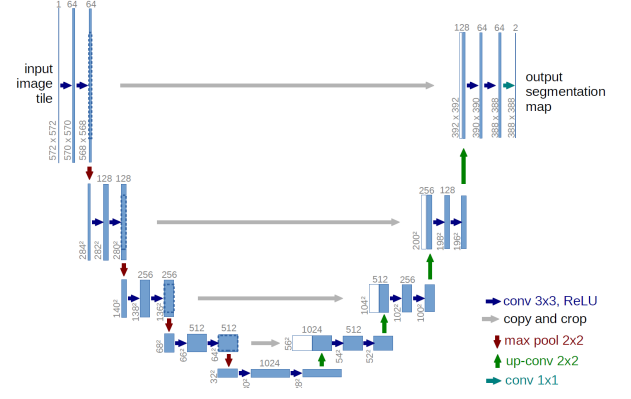 1 64 64
128 64 64 2
input
image
tile
output
segmentation
map
572 x 572
570 x 570
568 x 568
392 x 392
390 x 390
388 x 388
388 x 388
128 128
256 128
284²
282²
280²
200²
198²
196²
256 256
512 256
140²
138²
136²
104²
102²
100²
512 512
1024 512
68²
66²
64²
56²
54²
52²
1024
32²
conv 3x3, ReLU
copy and crop
max pool 2x2
up-conv 2x2
conv 1x1